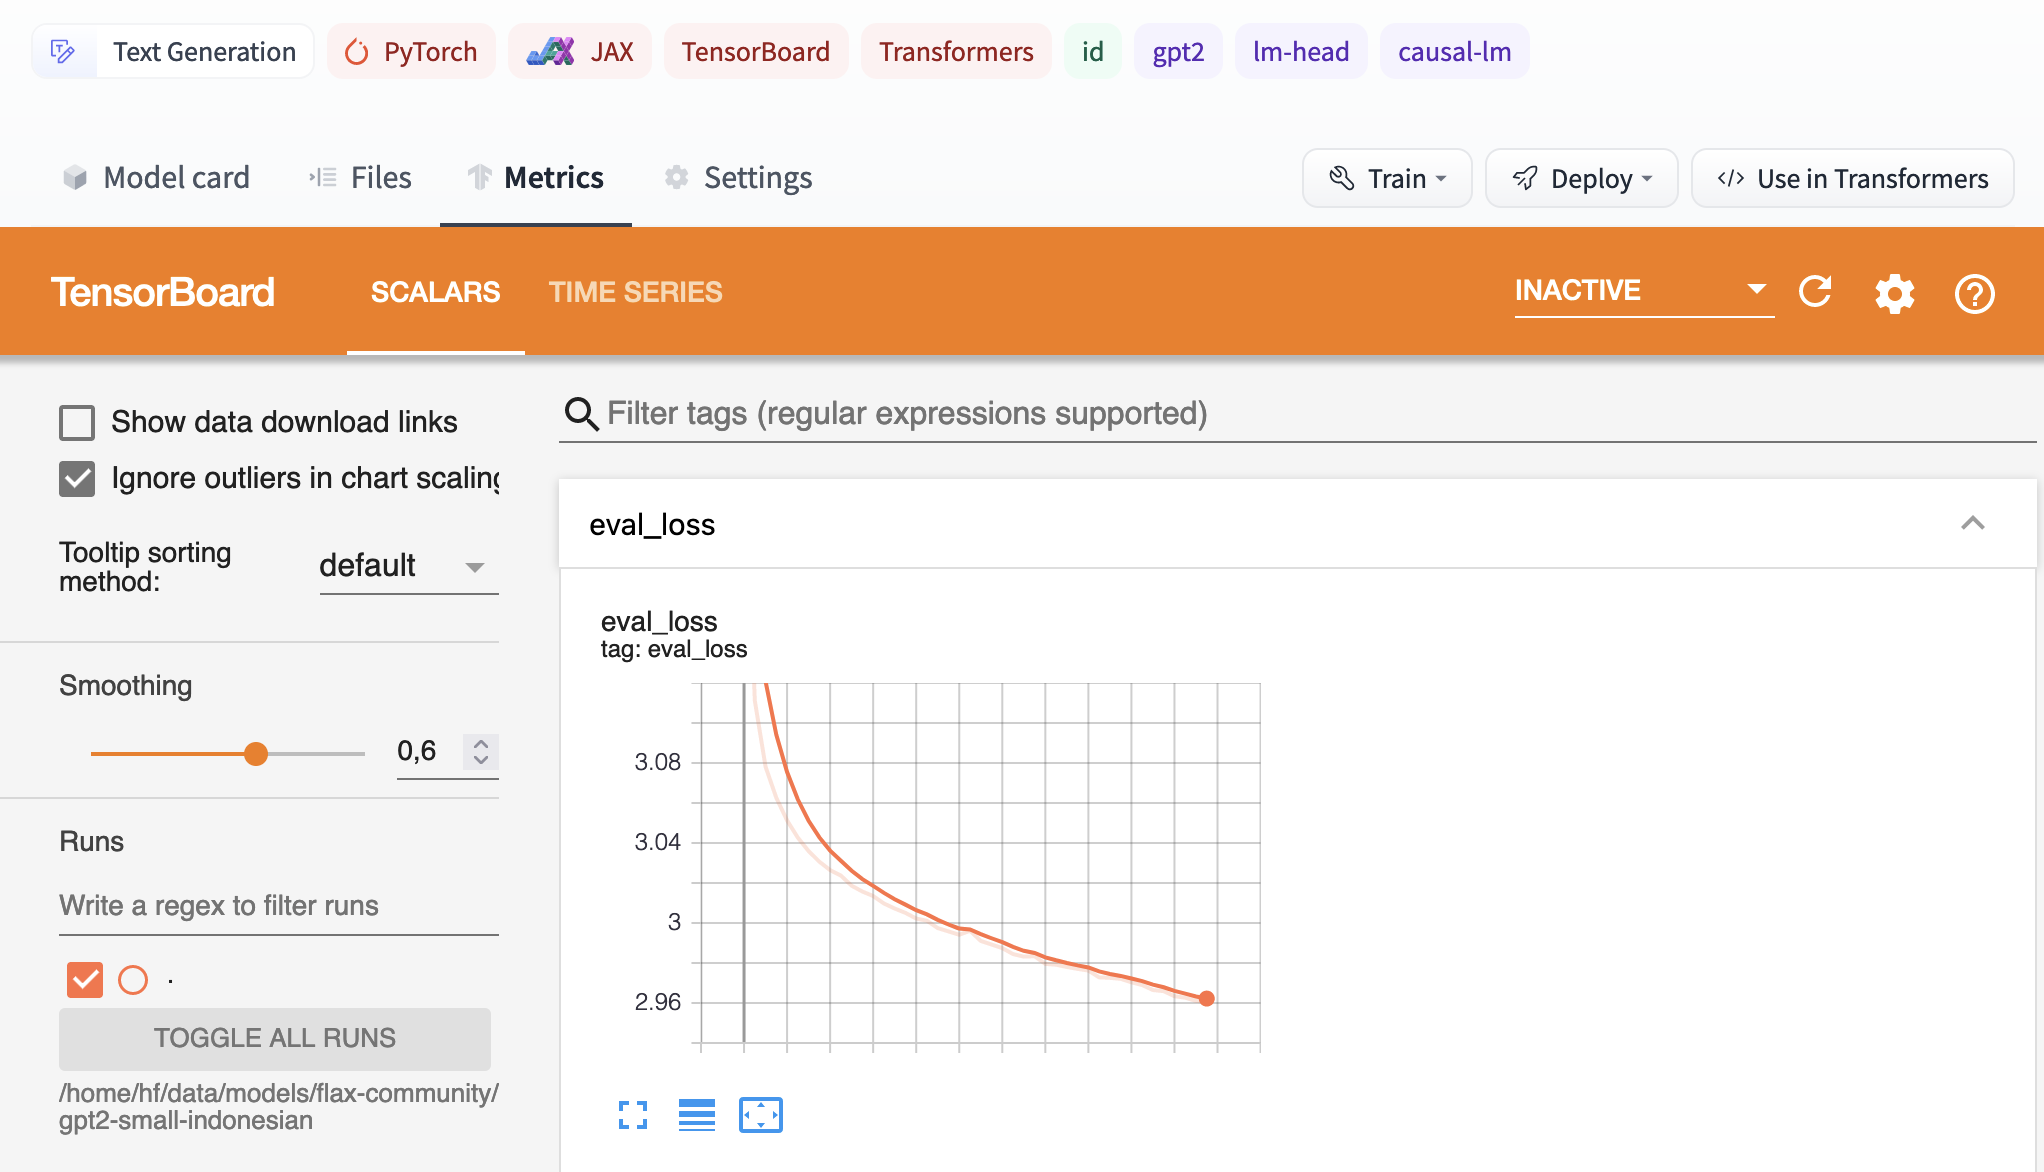 Text Generation PyTorch JAX TensorBoard Transformers id gpt2 lm-head causal-lm
Model card Files Metrics Settings Train Deploy </> Use in Transformers
TensorBoard SCALARS TIME SERIES INACTIVE
Show data download links
Ignore outliers in chart scaling
Tooltip sorting
method:
default
Smoothing
0,6
Runs
Write a regex to filter runs
.
TOGGLE ALL RUNS
/home/hf/data/models/flax-community/
gpt2-small-indonesian
Filter tags (regular expressions supported)
eval_loss
eval_loss
tag: eval_loss
3.08
3.04
3
2.96